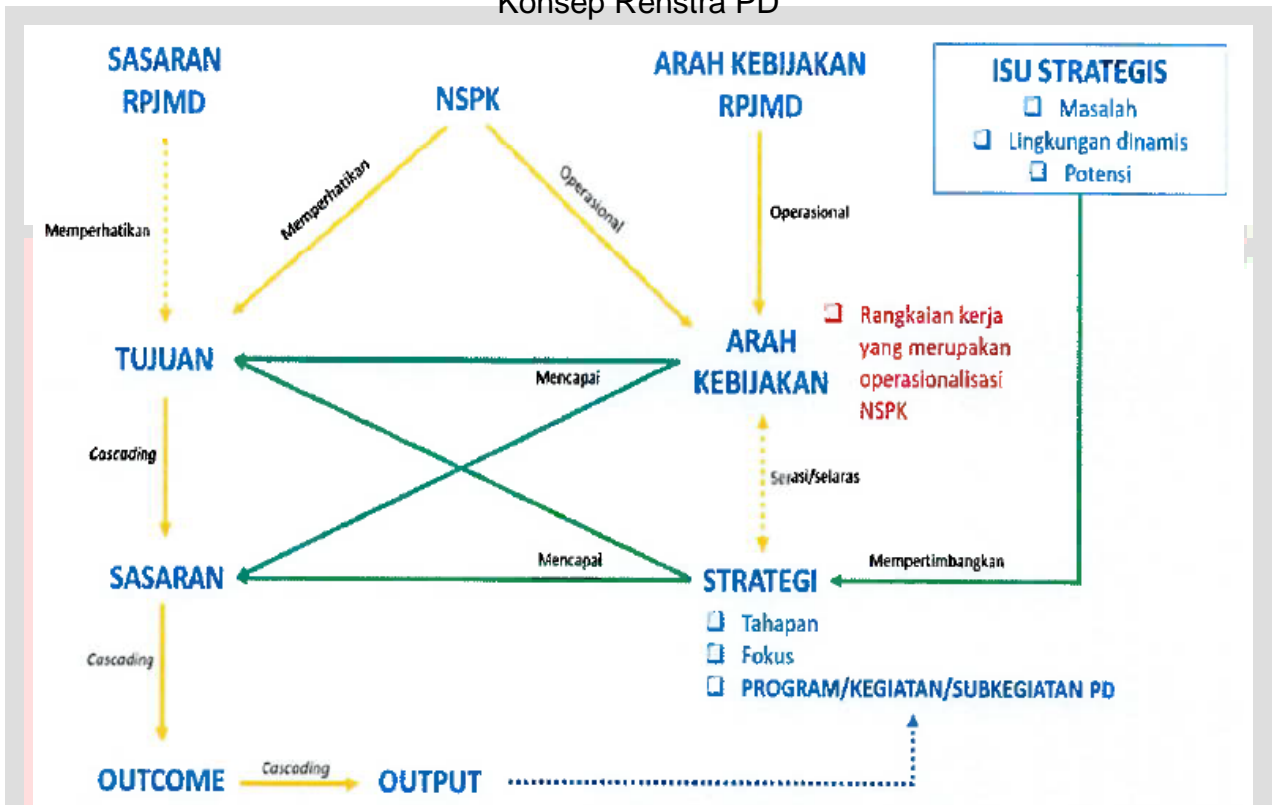 Konsep Renstra PD
SASARAN
RPJMD
NSPK
ARAH KEBIJAKAN
RPJMD
ISU STRATEGIS
Masalah
Lingkungan dinamis
Potensi
Memperhatikan
Memperhatikan
Operasional
Operasional
TUJUAN
Mencapai
ARAH
KEBIJAKAN
Rangkaian kerja
yang merupakan
operasionalisasi
NSPK
Cascading
Serasi/selaras
SASARAN
Mencapai
STRATEGI
Mempertimbangkan
Tahapan
Fokus
PROGRAM/KEGIATAN/SUBKEGIATAN PD
Cascading
OUTCOME
Cascading
OUTPUT